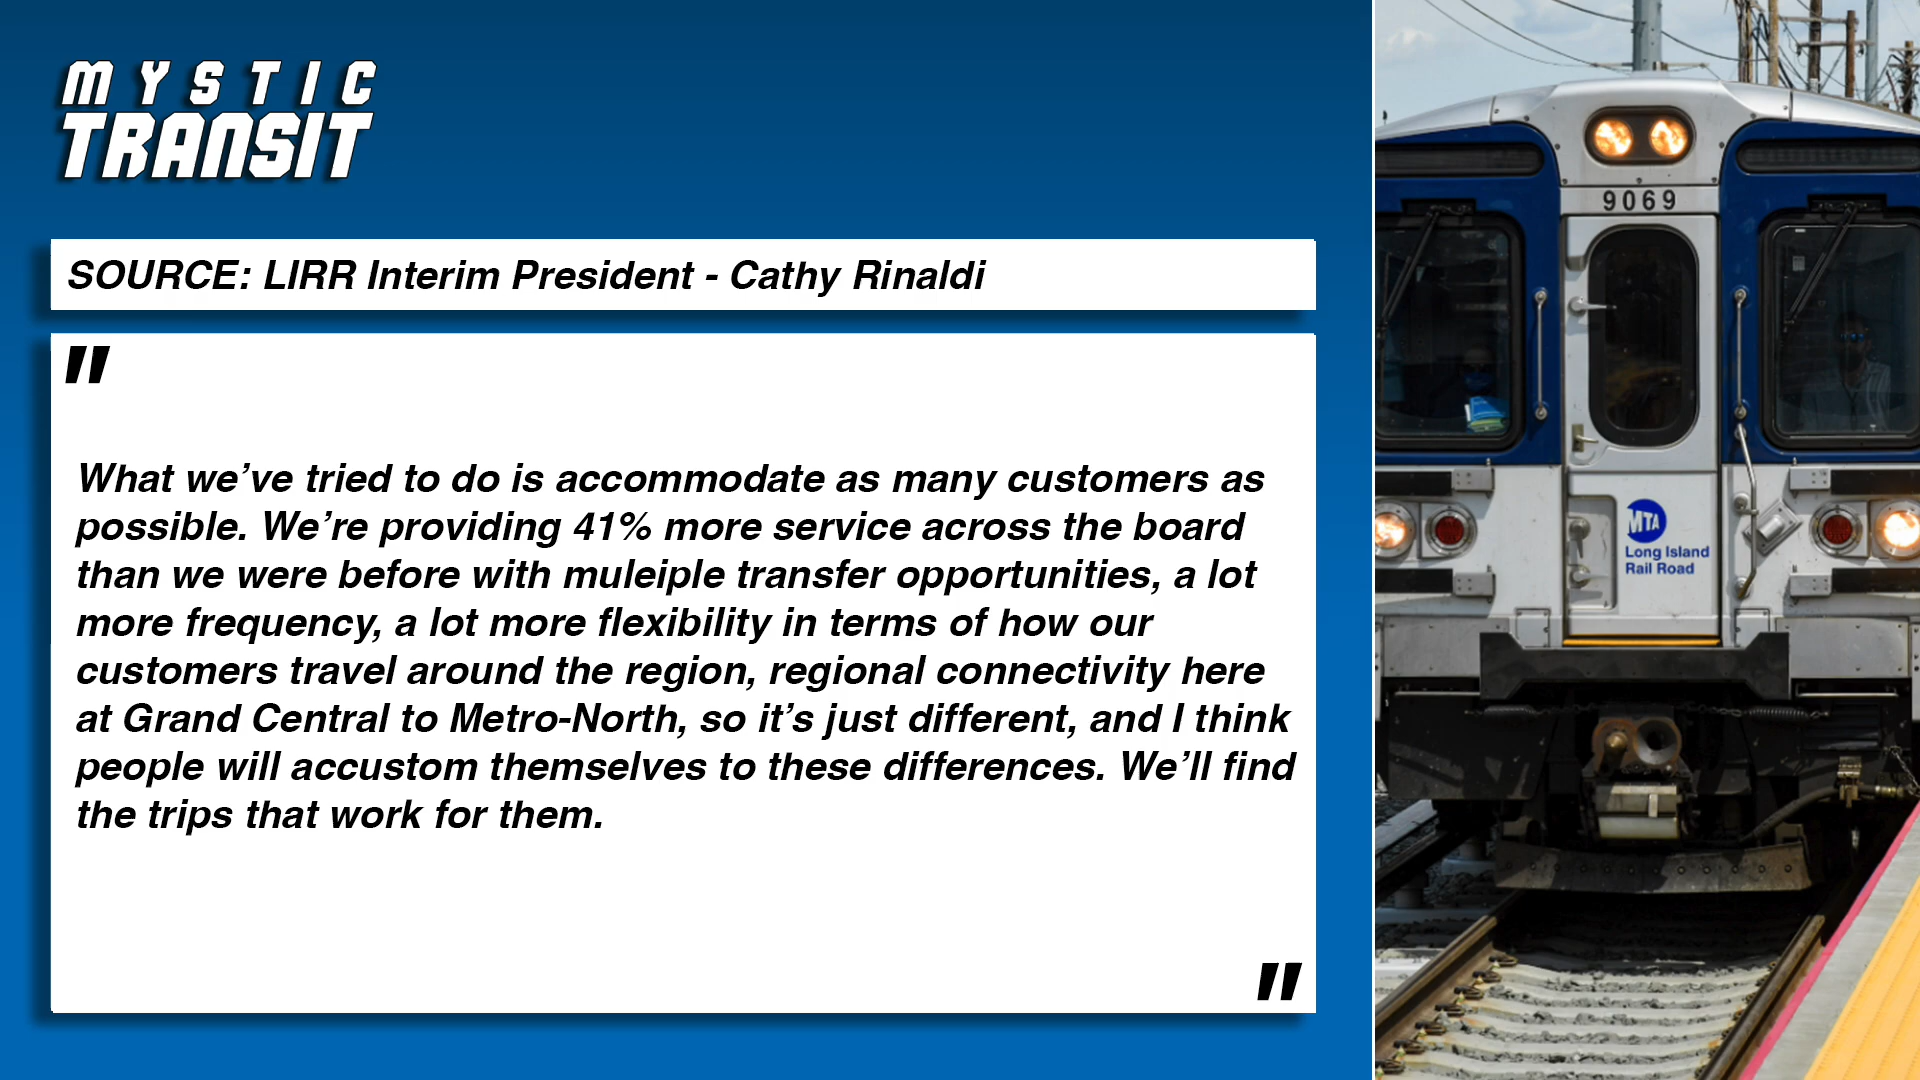 MYSTIC
TRANSIT
SOURCE: LIRR Interim President - Cathy Rinaldi
"
What we’ve tried to do is accommodate as many customers as
possible. We’re providing 41% more service across the board
than we were before with muleiple transfer opportunities, a lot
more frequency, a lot more flexibility in terms of how our
customers travel around the region, regional connectivity here
at Grand Central to Metro-North, so it’s just different, and I think
people will accustom themselves to these differences. We’ll find
the trips that work for them.
"
9069
MTA
Long Island
Rail Road